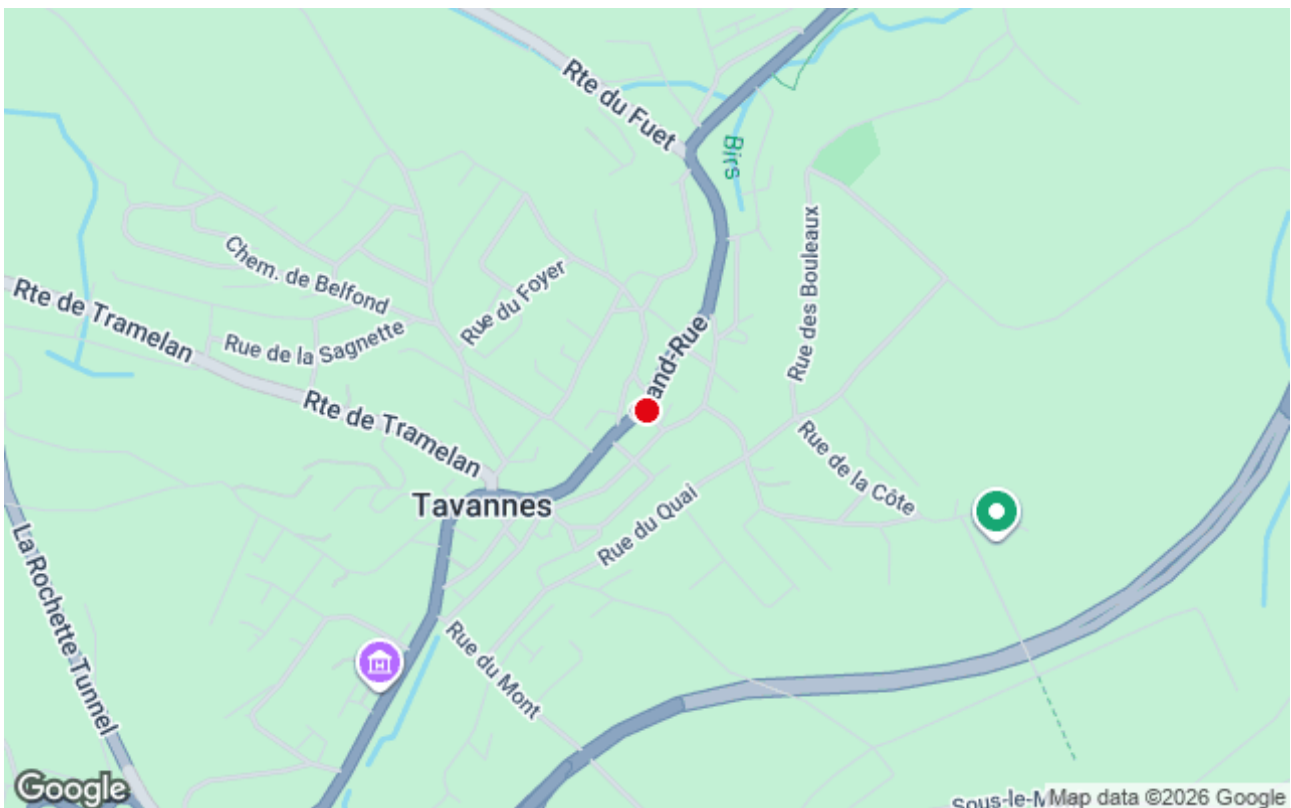 Rte du Fuet
Birs
Rue des Bouleaux
Chem. de Belfond
Rue du Foyer
Rte de Tramelan
Rue de la Sagnette
and-Rue
Rte de Tramelan
Rue de la Côte
Tavannes
Rue du Quai
La Rochette Tunnel
Rue du Mont
H
Google
Sous-le-M
Map data ©2026 Google